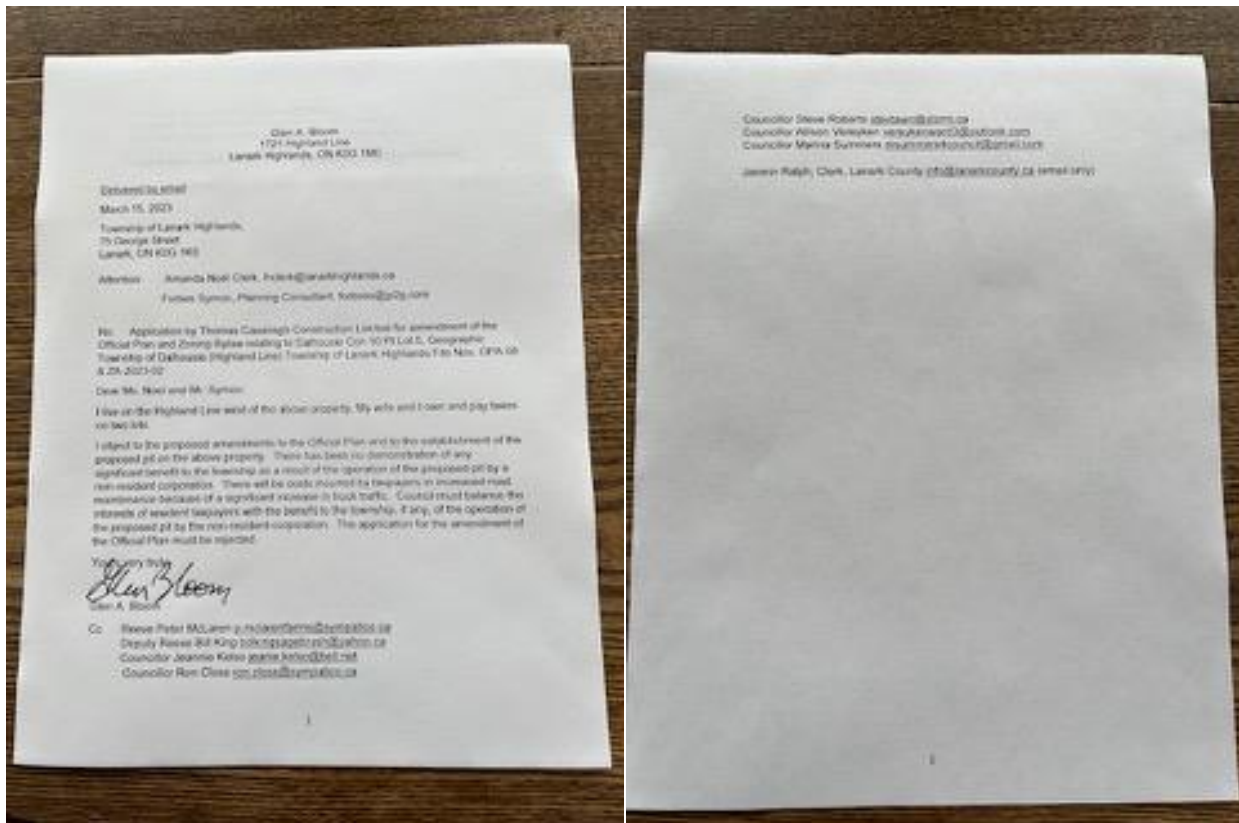 Glen A. Bloom
1721 Highland Line
Lanark Highlands, ON K0G 1M0
Delivered by email
March 15, 2023
Township of Lanark Highlands,
75 George Street
Lanark, ON K0G 1K0
Attention: Amanda Noel Clerk,
Forbes Symon, Planning Consultant,
Re: Application by Thomas Cavanagh Construction Limited for amendment of the
Official Plan and Zoning Bylaw relating to Dalhousie Con 10 Pt Lot 5, Geographic
Township of Dalhousie (Highland Line) Township of Lanark Highlands File Nos.
& ZA-2023-02
Dear Ms. Noel and Mr. Symon:
I live on the Highland Line west of the above property. My wife and I own and pay taxes
on two lots.
I object to the proposed amendments to the Official Plan and to the establishment of the
proposed pit on the above property. There has been no demonstration of any
significant benefit to the township as a result of the operation of the proposed pit by a
non-resident corporation. There will be costs incurred by taxpayers in increased road
maintenance because of a significant increase in truck traffic. Council must balance the
interests of resident taxpayers with the benefit to the township, if any, of the operation of
the proposed pit by the non-resident corporation. The application for the amendment of
the Official Plan must be rejected.
Yours very truly,
Glen Bloom
Glen A. Bloom
Cc Reeve Peter McLaren
Deputy Reeve Bill King
Councillor Jeannie Kelso
Councillor Ron Closs
1
Councillor Steve Roberts
Councillor Allison Vereyken
Councillor Marina Summers
Jasmin Ralph, Clerk, Lanark County info@lanarkcounty.ca (email only)